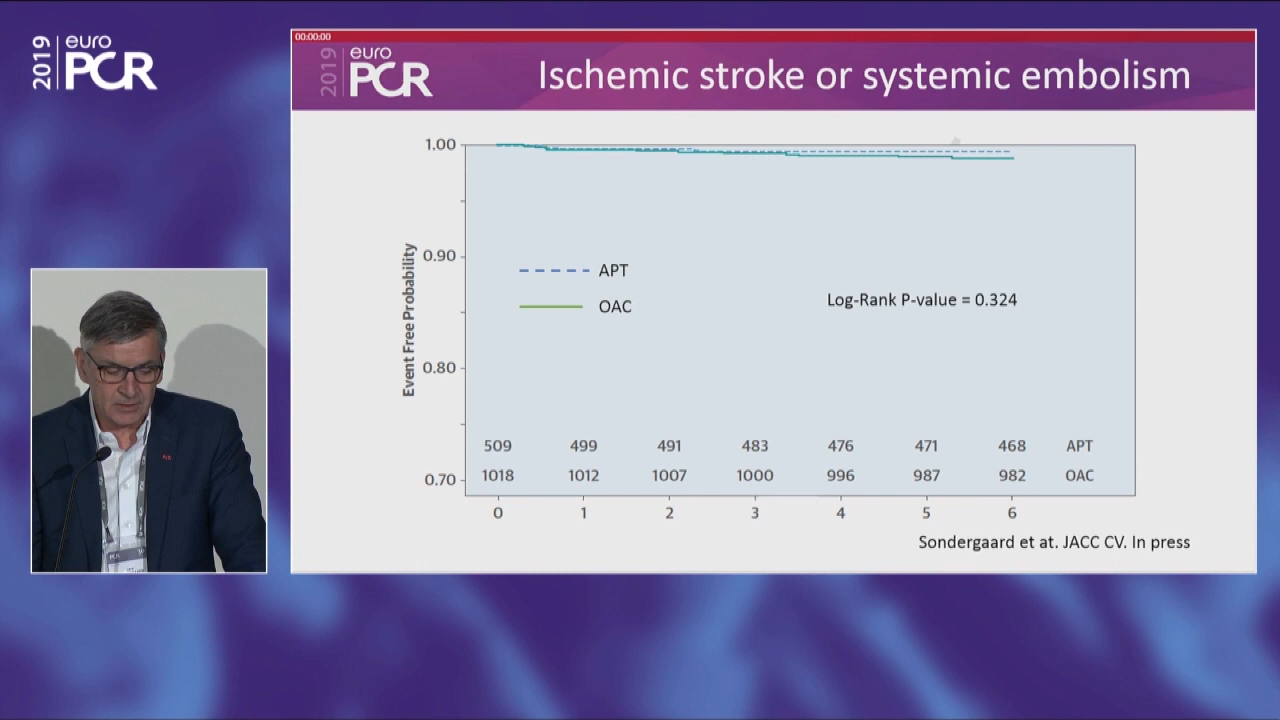 2019 euro PCR
00:00:00
2019 euro PCR
Ischemic stroke or systemic embolism
1.00
0.90
0.80
0.70
Event Free Probability
APT
OAC
Log-Rank P-value = 0.324
509 499 491 483 476 471 468 APT
1018 1012 1007 1000 996 987 982 OAC
0 1 2 3 4 5 6
Sondergaard et at. JACC CV. In press